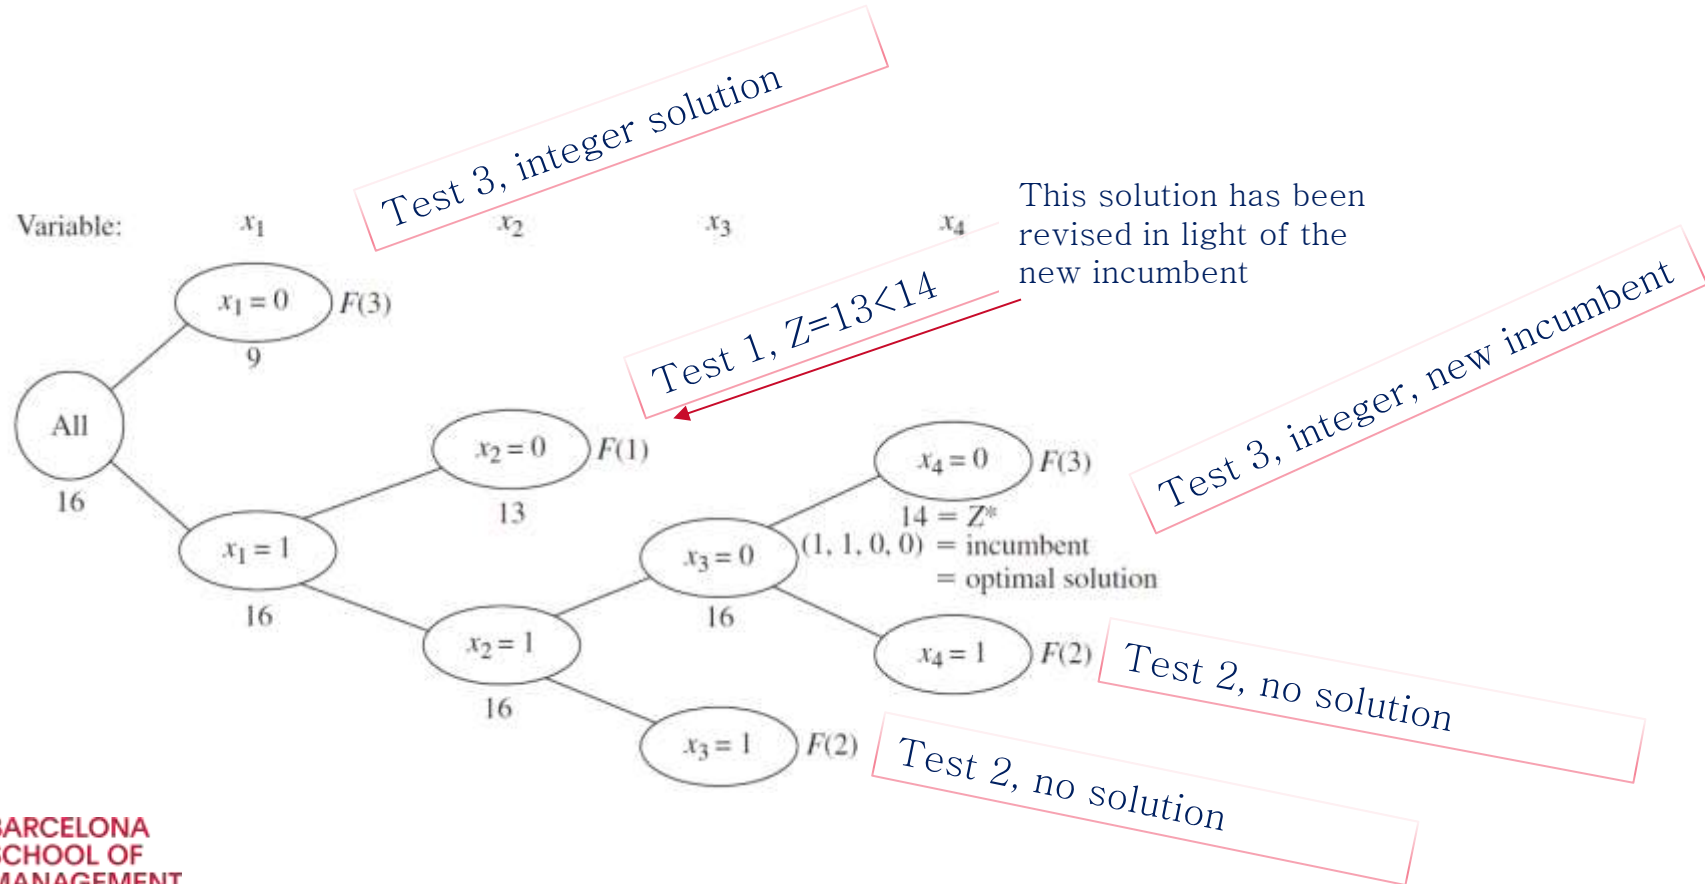 Test 3, integer solution
Variable: x1 x2 x3 x4
This solution has been
revised in light of the
new incumbent
x1 = 0 F(3)
9
Test 1, Z=13<14
Test 3, integer, new incumbent
All
16
x2 = 0 F(1)
13
x4 = 0 F(3)
14 = Z*
(1, 1, 0, 0) = incumbent
= optimal solution
x1 = 1
16
x3 = 0
16
x2 = 1
16
x4 = 1 F(2)
Test 2, no solution
x3 = 1 F(2)
Test 2, no solution
BARCELONA
SCHOOL OF
MANAGEMENT